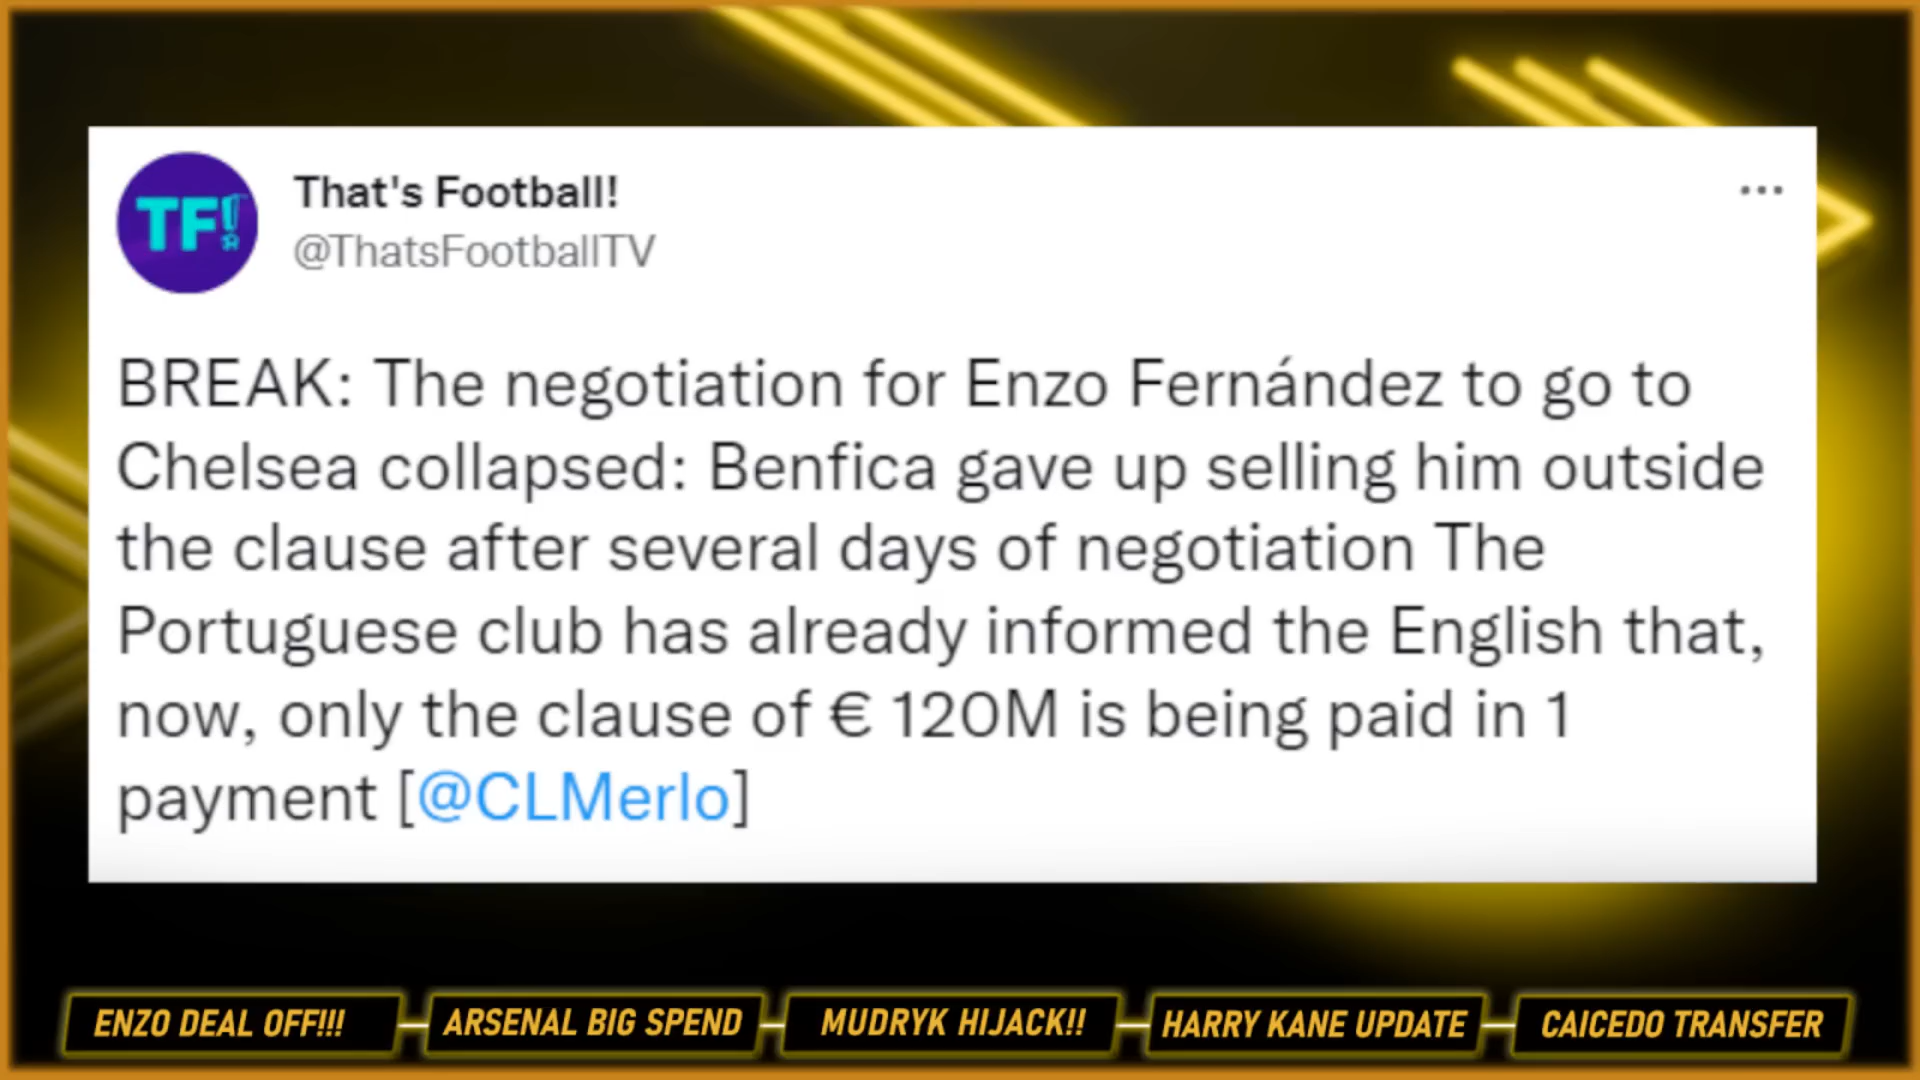 TF!
That's Football!
@ThatsFootballTV
BREAK: The negotiation for Enzo Fernández to go to
Chelsea collapsed: Benfica gave up selling him outside
the clause after several days of negotiation The
Portuguese club has already informed the English that,
now, only the clause of € 120M is being paid in 1
payment [@CLMerlo]
ENZO DEAL OFF!!!
ARSENAL BIG SPEND
MUDRYK HIJACK!!
HARRY KANE UPDATE
CAICEDO TRANSFER